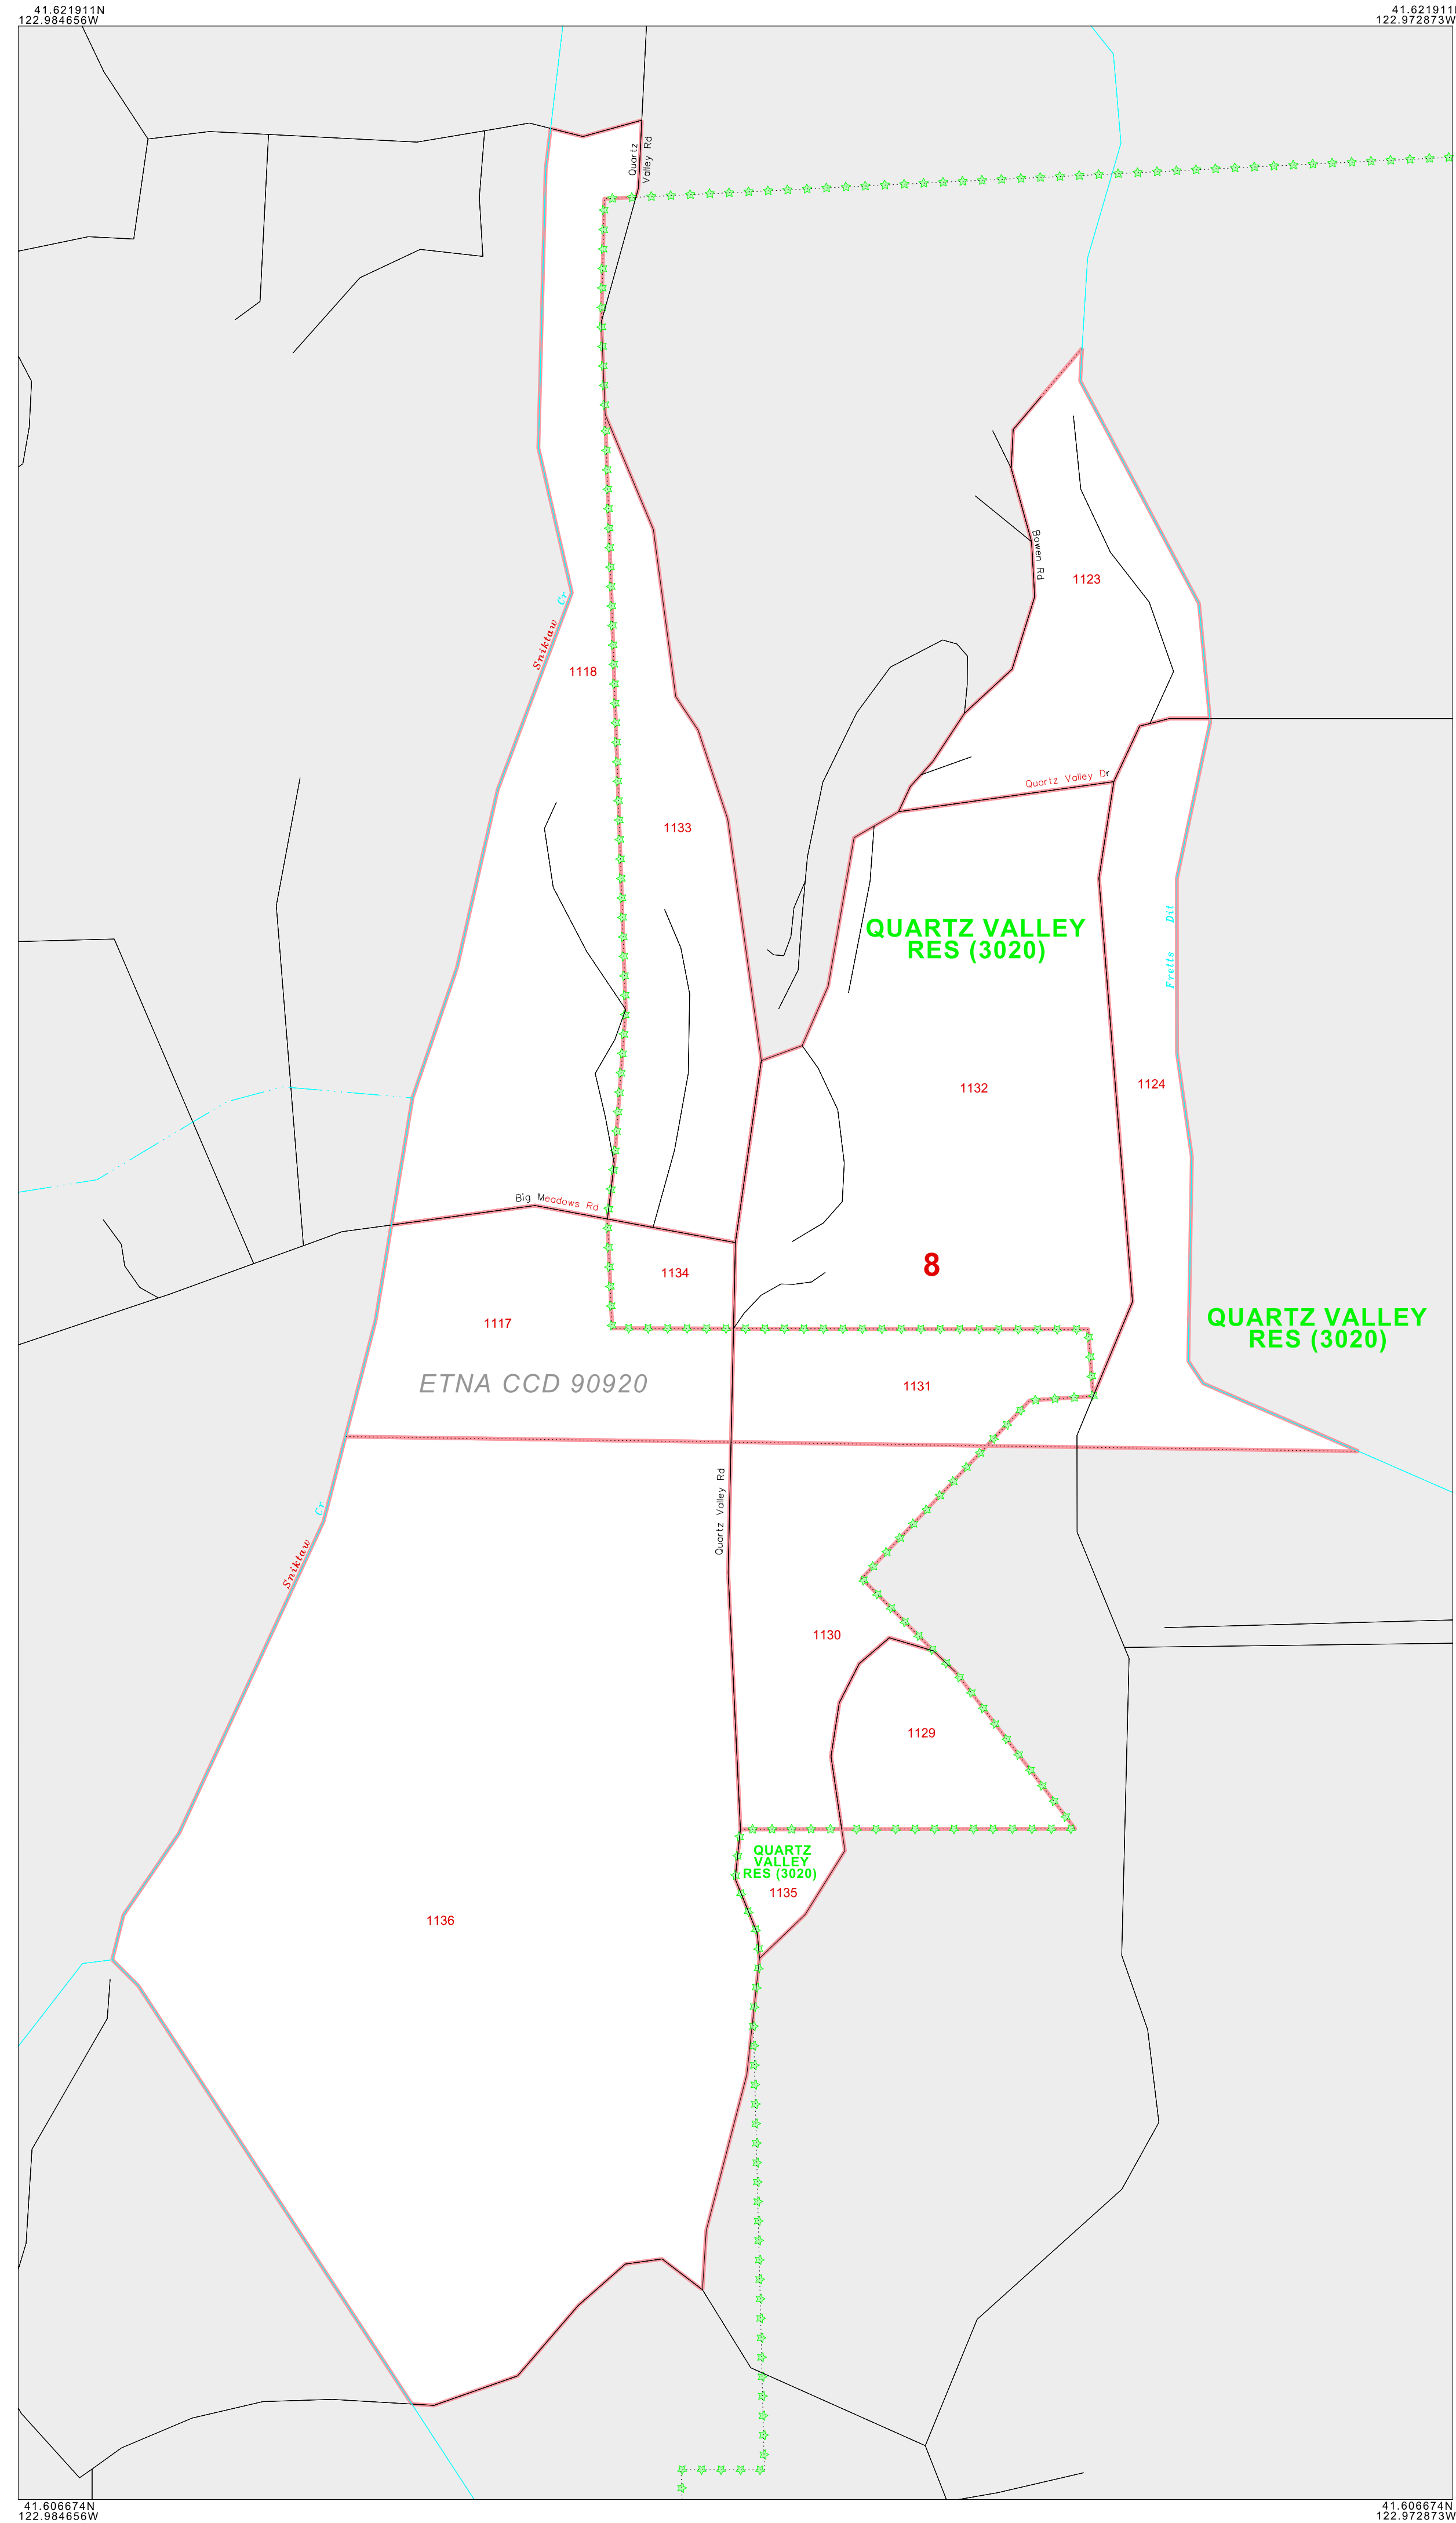 41.621911N
122.984656W
41.621911N
122.972873W
Quartz
Valley Rd
Bowen Rd
1123
Sniktaw Cr
1118
Quartz Valley Dr
1133
QUARTZ VALLEY
RES (3020)
Fretts Dit
1132
1124
Big Meadows Rd
8
1134
1117
QUARTZ VALLEY
RES (3020)
ETNA CCD 90920
1131
Quartz Valley Rd
Sniktaw Cr
1130
1129
QUARTZ
VALLEY
RES (3020)
1135
1136
41.606674N
122.984656W
41.606674N
122.972873W